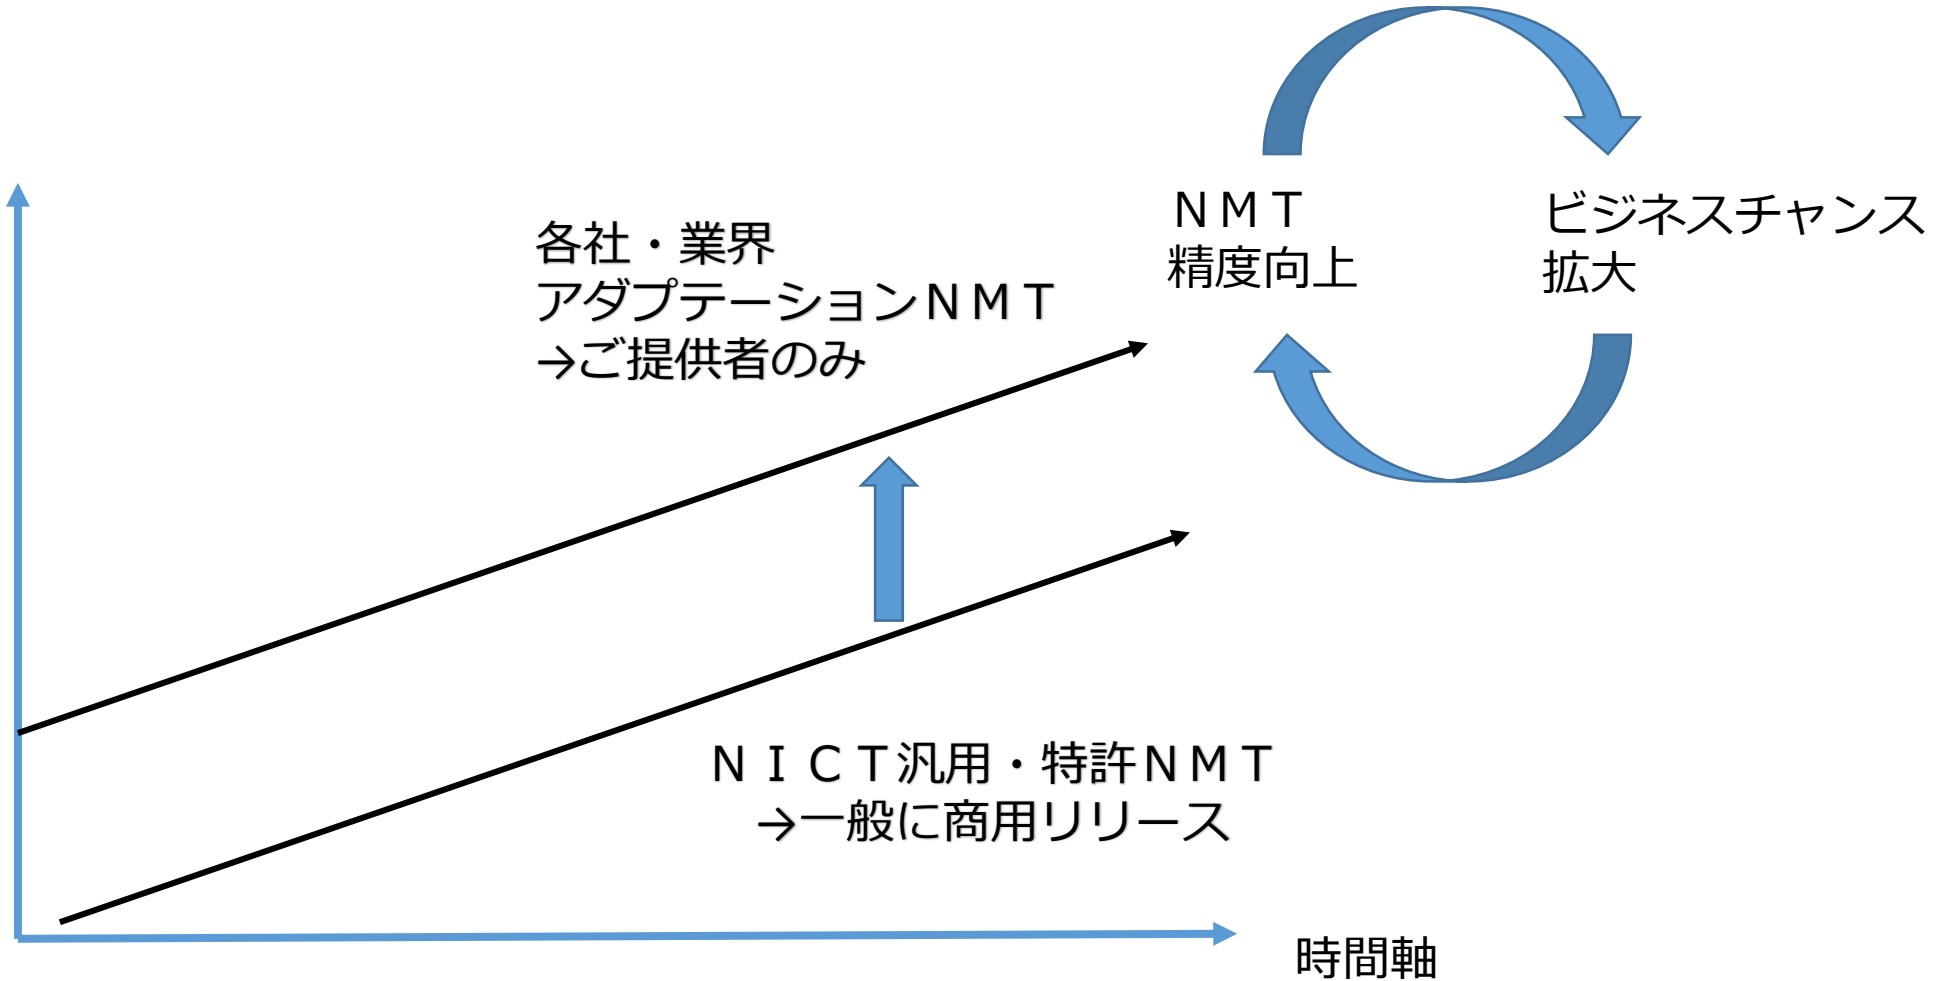 各社・業界
アダプテーションＮＭＴ
→ご提供者のみ
ＮＭＴ
精度向上
ビジネスチャンス
拡大
ＮＩＣＴ汎用・特許ＮＭＴ
→一般に商用リリース
時間軸